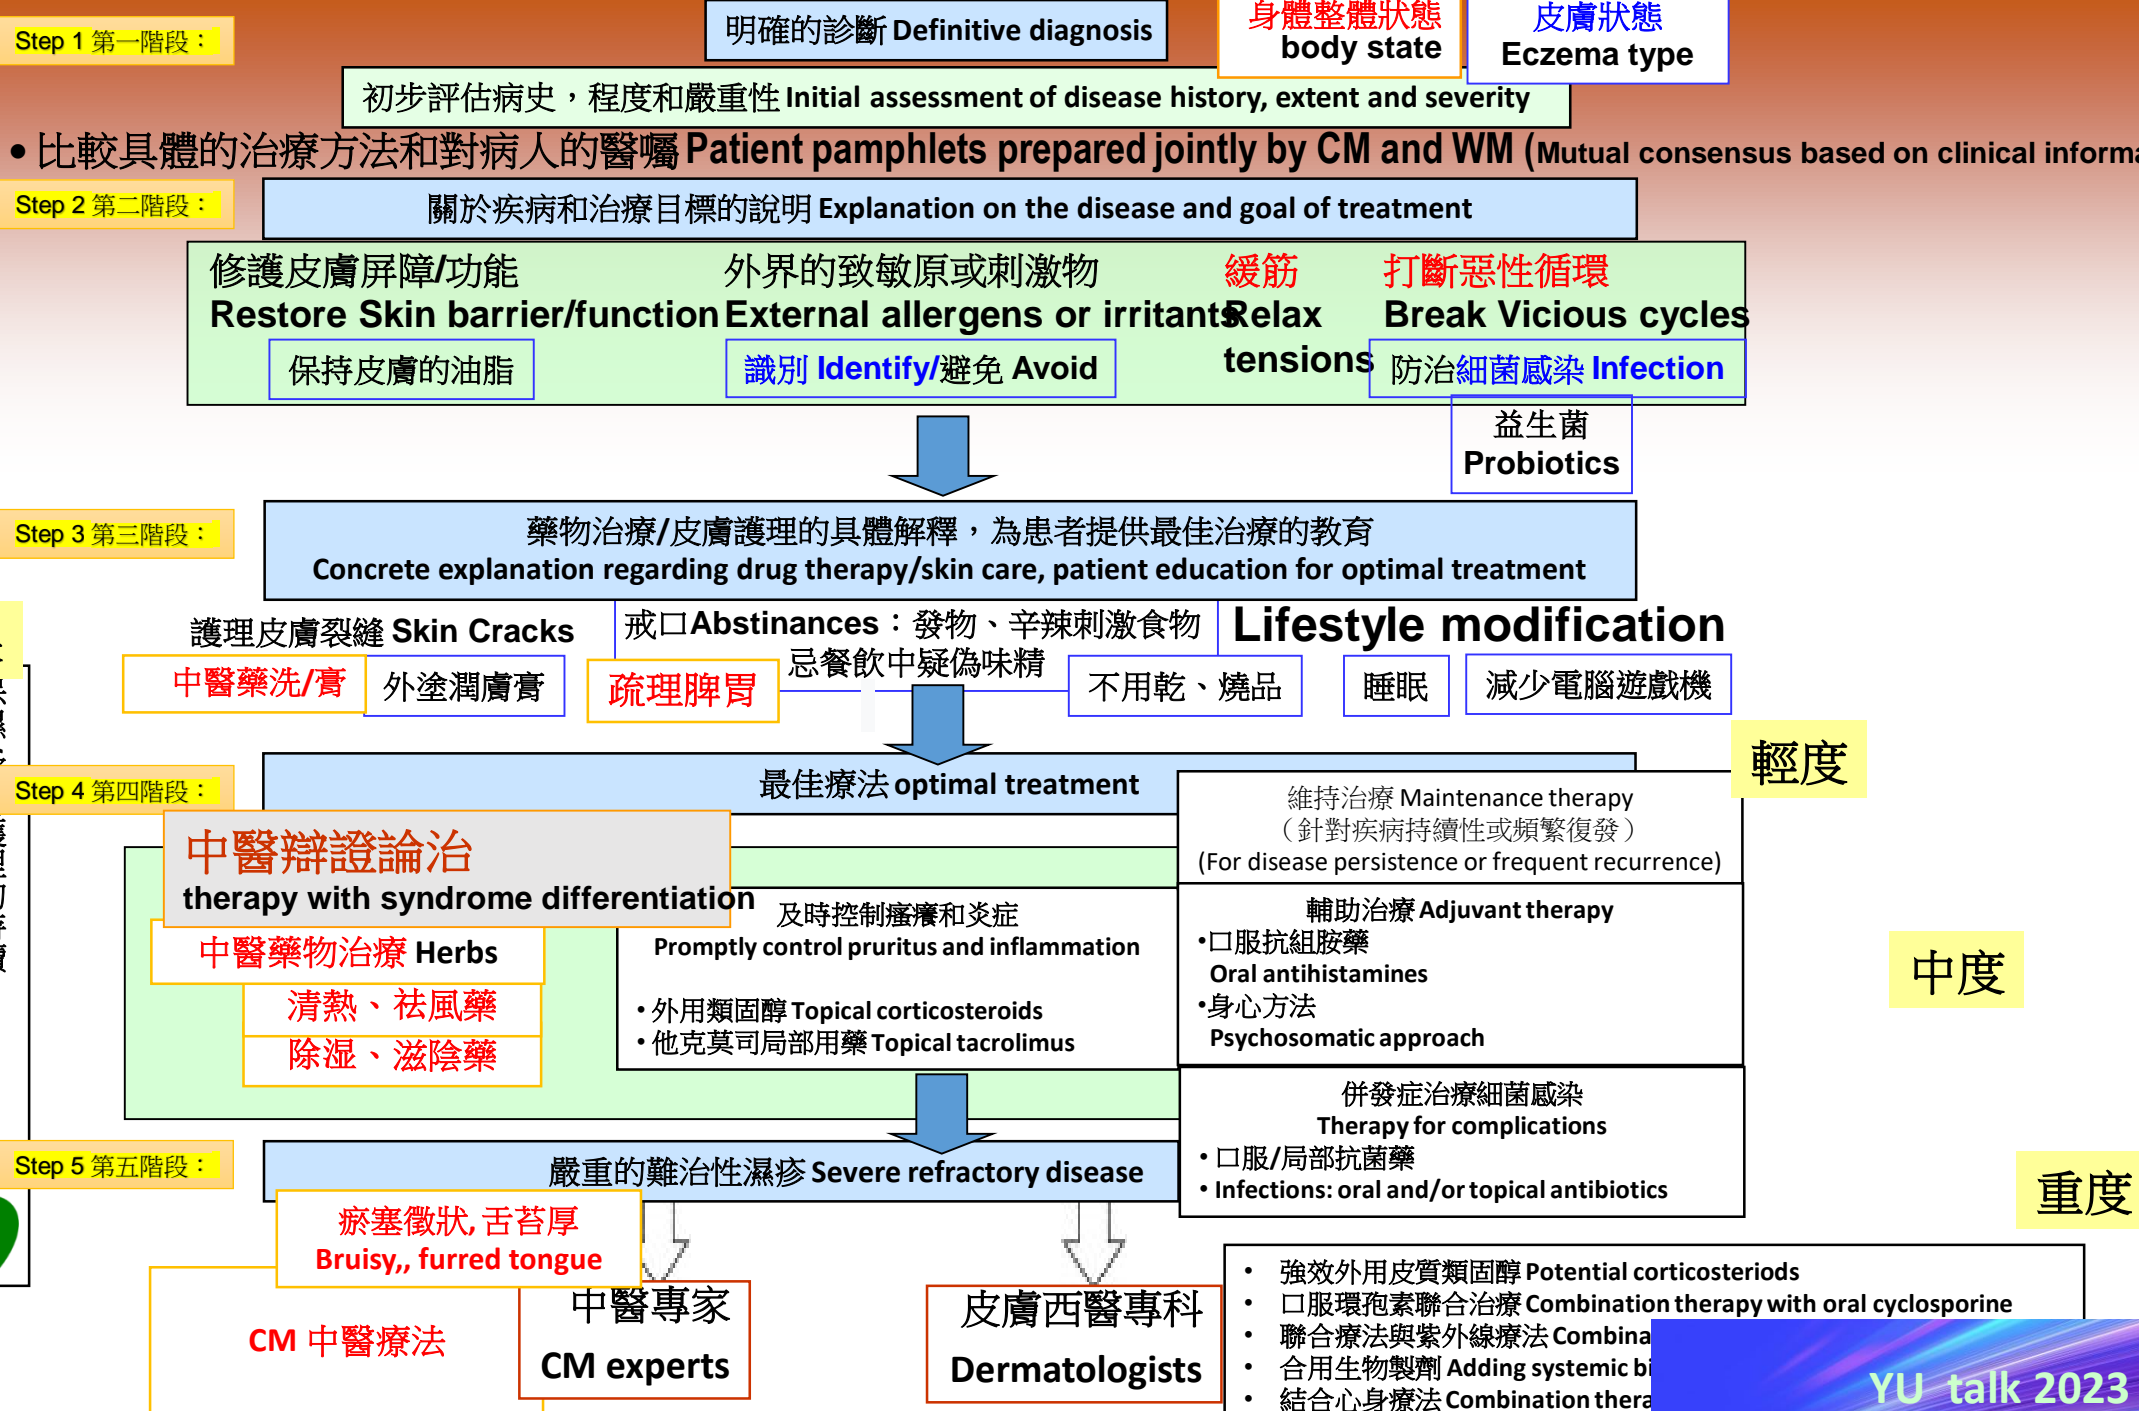 Step 1 第一階段：
明確的診斷 Definitive diagnosis
身體整體狀態
body state
皮膚狀態
Eczema type
初步評估病史，程度和嚴重性 Initial assessment of disease history, extent and severity
• 比較具體的治療方法和對病人的醫囑 Patient pamphlets prepared jointly by CM and WM (Mutual consensus based on clinical
Step 2 第二階段：
關於疾病和治療目標的說明 Explanation on the disease and goal of treatment
修護皮膚屏障/功能
Restore Skin barrier/function
保持皮膚的油脂
外界的致敏原或刺激物
External allergens or irritants
識別 Identify/避免 Avoid
緩筋
Relax
tensions
打斷惡性循環
Break Vicious cycles
防治細菌感染 Infection
益生菌
Probiotics
Step 3 第三階段：
藥物治療/皮膚護理的具體解釋，為患者提供最佳治療的教育
Concrete explanation regarding drug therapy/skin care, patient education for optimal treatment
護理皮膚裂縫 Skin Cracks
中醫藥洗/膏
外塗潤膚膏
戒口Abstinances：發物、辛辣刺激食物
忌餐飲中疑偽味精
疏理脾胃
不用乾、燒品
Lifestyle modification
睡眠
減少電腦遊戲機
輕度
Step 4 第四階段：
最佳療法 optimal treatment
中醫辯證論治
therapy with syndrome differentiation
中醫藥物治療 Herbs
清熱、祛風藥
除湿、滋陰藥
及時控制瘙癢和炎症
Promptly control pruritus and inflammation
• 外用類固醇 Topical corticosteroids
• 他克莫司局部用藥 Topical tacrolimus
維持治療 Maintenance therapy
（針對疾病持續性或頻繁復發）
(For disease persistence or frequent recurrence)
輔助治療 Adjuvant therapy
•口服抗組胺藥
Oral antihistamines
•身心方法
Psychosomatic approach
中度
併發症治療細菌感染
Therapy for complications
• 口服/局部抗菌藥
• Infections: oral and/or topical antibiotics
重度
Step 5 第五階段：
嚴重的難治性濕疹 Severe refractory disease
瘀塞徵狀, 舌苔厚
Bruisy,, furred tongue
CM 中醫療法
中醫專家
CM experts
皮膚西醫專科
Dermatologists
• 強效外用皮質類固醇 Potential corticosteriods
• 口服環孢素聯合治療 Combination therapy with oral cyclosporine
• 聯合療法與紫外線療法 Combina
• 合用生物製劑 Adding systemic bi
• 結合心身療法 Combination thera
YU talk 2023